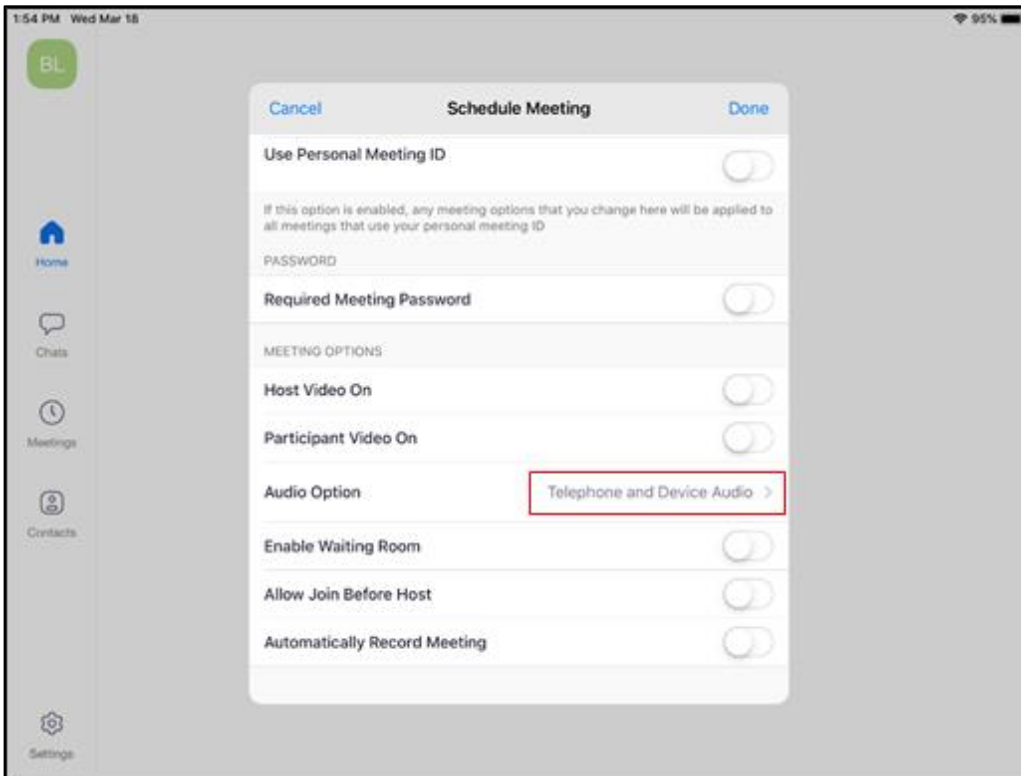 1:54 PM Wed Mar 18
95%
BL
Cancel
Schedule Meeting
Done
Use Personal Meeting ID
If this option is enabled, any meeting options that you change here will be applied to
all meetings that use your personal meeting ID
PASSWORD
Required Meeting Password
MEETING OPTIONS
Host Video On
Participant Video On
Audio Option
Telephone and Device Audio
Enable Waiting Room
Allow Join Before Host
Automatically Record Meeting
Home
Chats
Meetings
Contacts
Settings